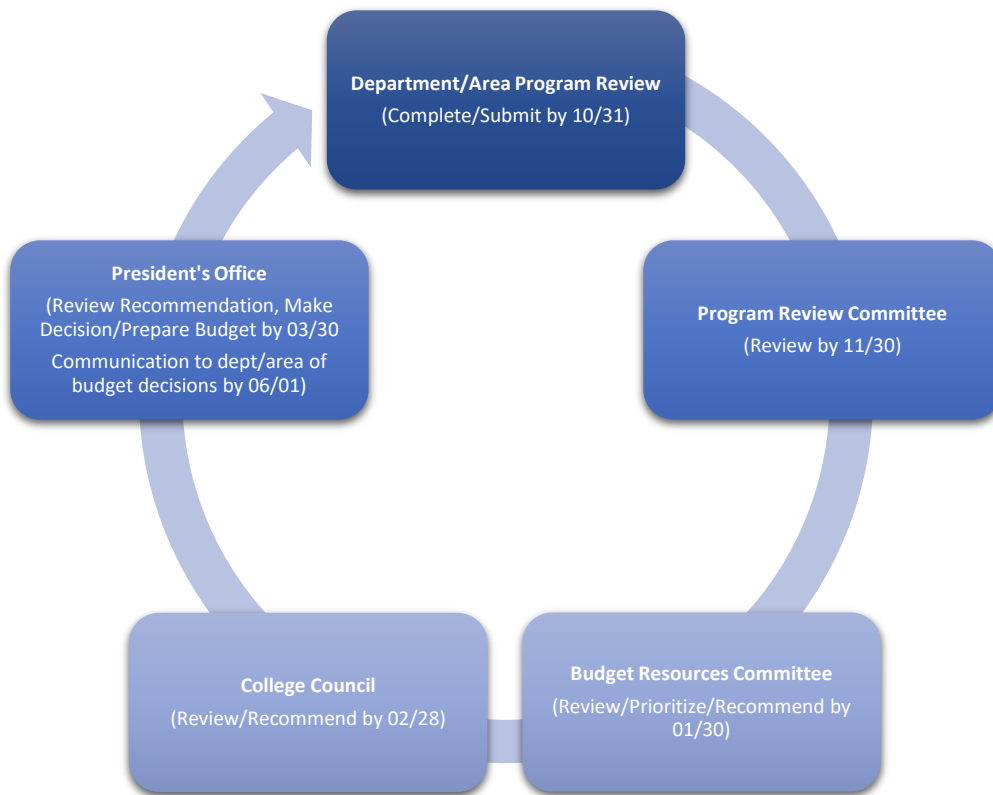 Department/Area Program Review
(Complete/Submit by 10/31)
Program Review Committee
(Review by 11/30)
Budget Resources Committee
(Review/Prioritize/Recommend by
01/30)
College Council
(Review/Recommend by 02/28)
President's Office
(Review Recommendation, Make
Decision/Prepare Budget by 03/30
Communication to dept/area of
budget decisions by 06/01)